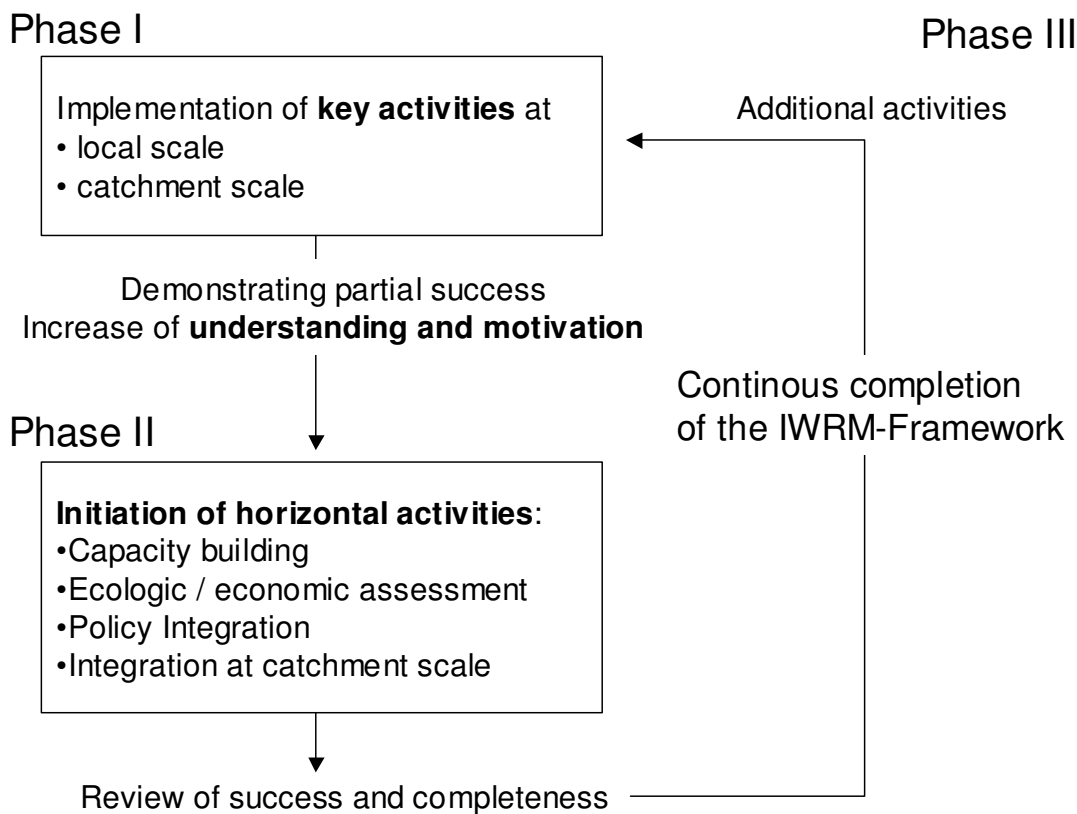 Phase I
Implementation of key activities at
• local scale
• catchment scale
Demonstrating partial success
Increase of understanding and motivation
Phase II
Initiation of horizontal activities:
•Capacity building
•Ecologic / economic assessment
•Policy Integration
•Integration at catchment scale
Review of success and completeness
Phase III
Additional activities
Continous completion
of the IWRM-Framework